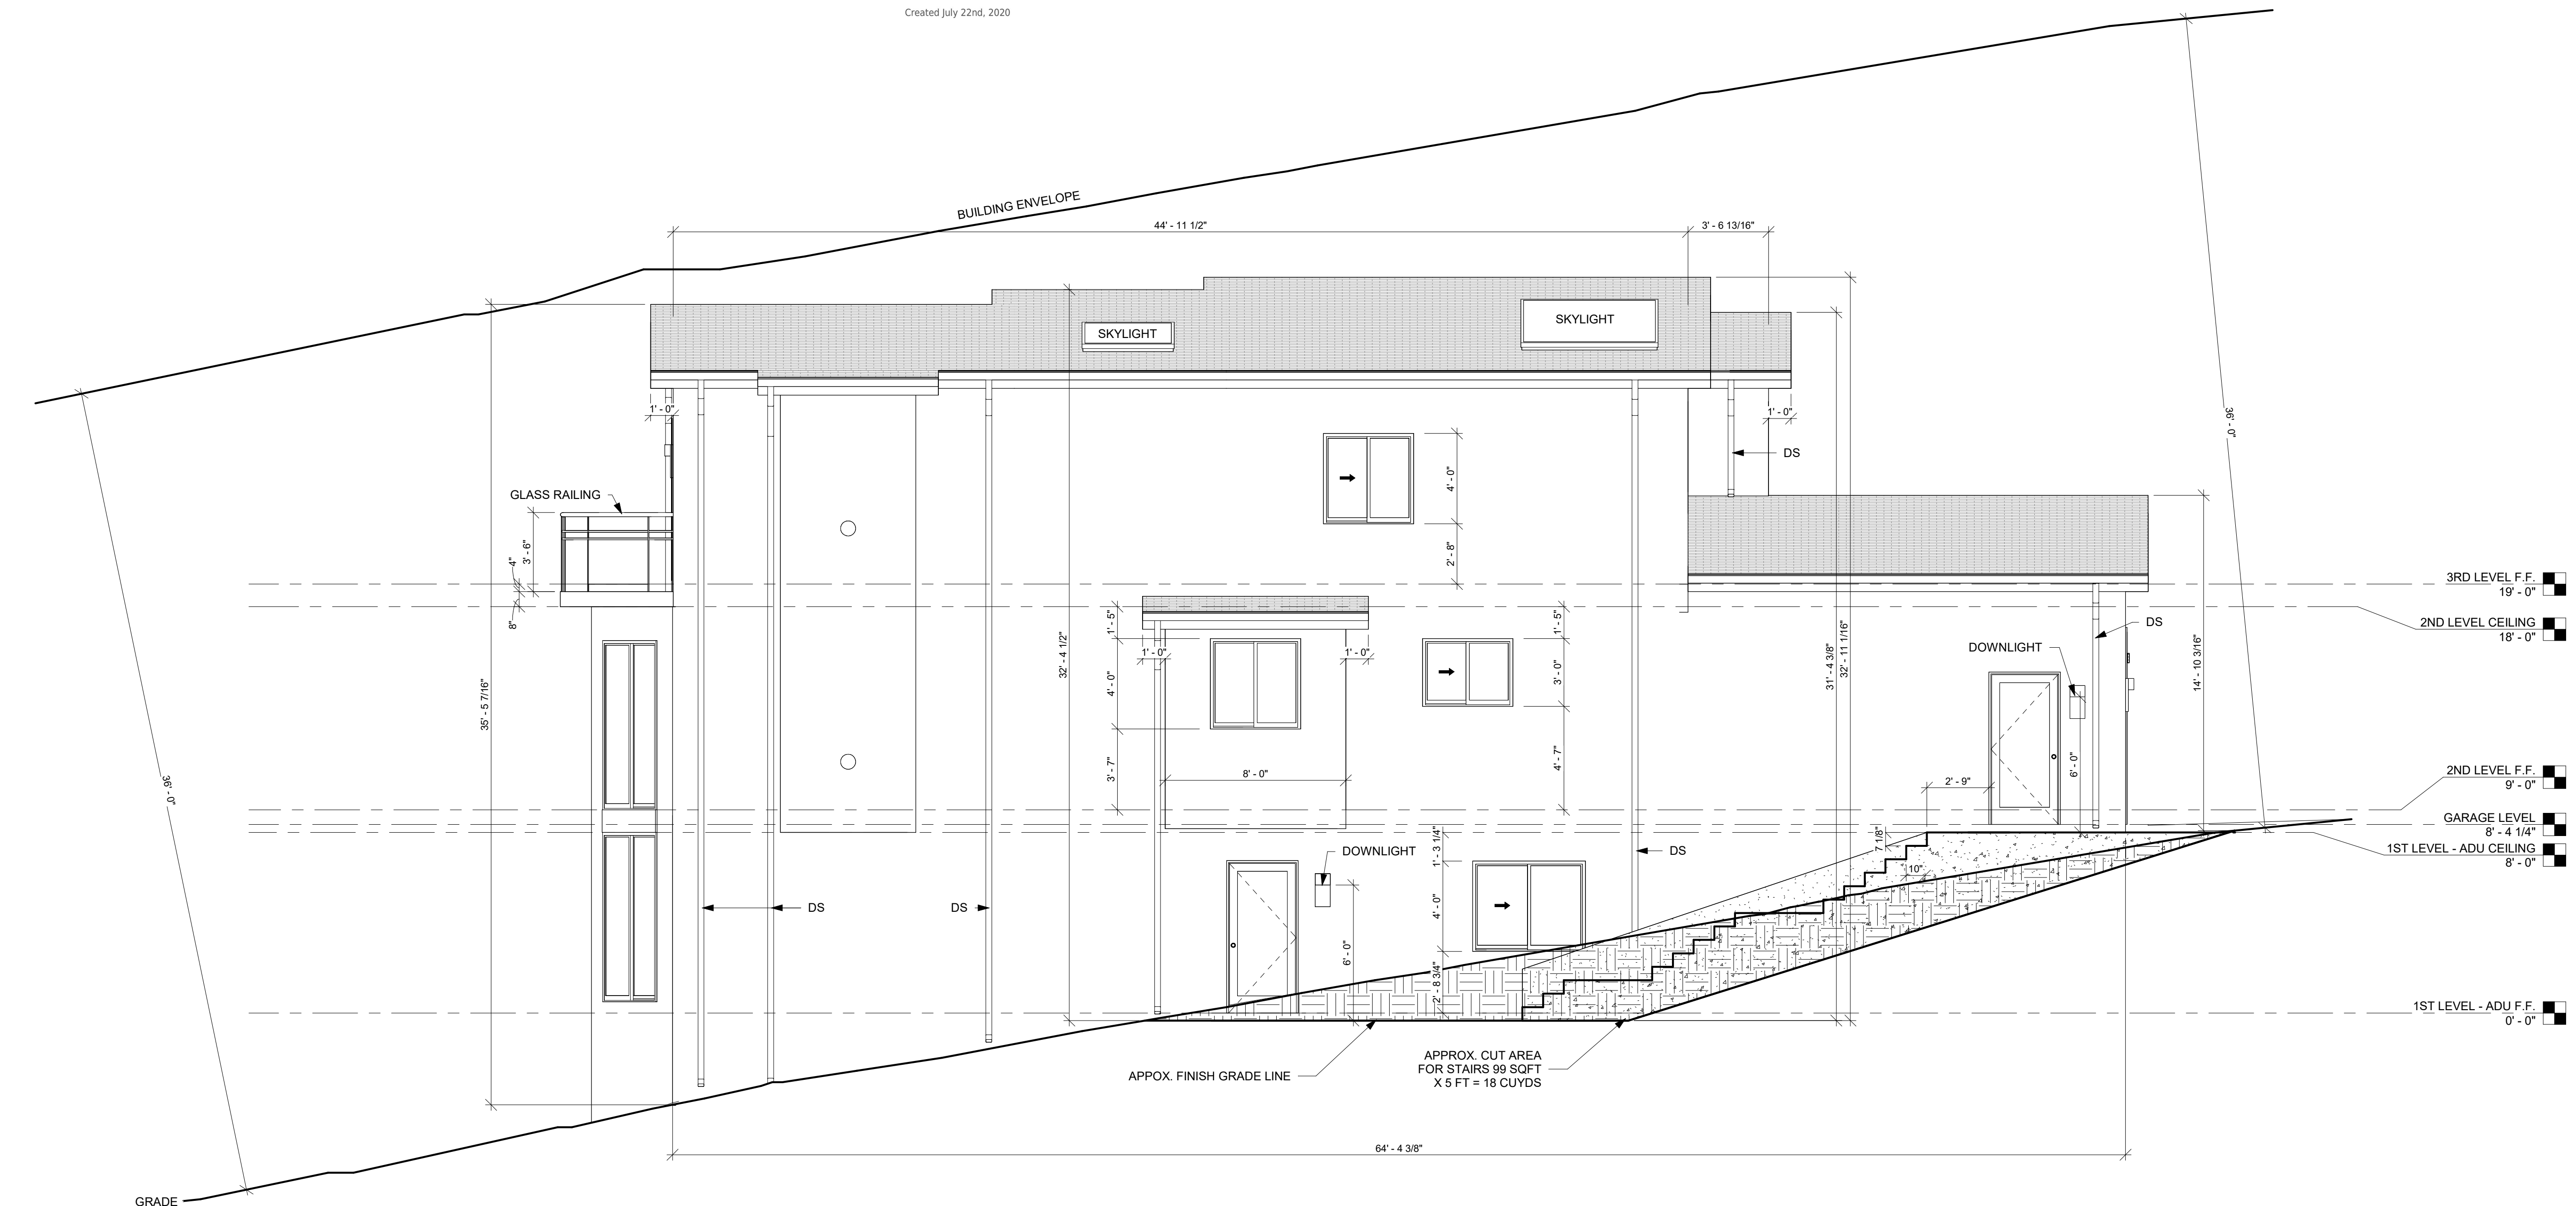 Created July 22nd, 2020
BUILDING ENVELOPE
44' - 11 1/2"
3' - 6 13/16"
SKYLIGHT
SKYLIGHT
1' - 0"
1' - 0"
36' - 0"
DS
4' - 0"
GLASS RAILING
3' - 6"
4"
2' - 8"
3RD LEVEL F.F.
19' - 0"
8"
1' - 5"
1' - 5"
2ND LEVEL CEILING
18' - 0"
DS
1' - 0"
1' - 0"
DOWNLIGHT
32' - 4 1/2"
31' - 4 3/8"
32' - 11 1/16"
14' - 10 3/16"
35' - 5 7/16"
4' - 0"
3' - 0"
3' - 7"
4' - 7"
8' - 0"
6' - 0"
2' - 9"
36' - 0"
2ND LEVEL F.F.
9' - 0"
GARAGE LEVEL
8' - 4 1/4"
1' - 3 1/4"
7 1/8"
DOWNLIGHT
DS
1ST LEVEL - ADU CEILING
8' - 0"
10"
DS
DS
4' - 0"
6' - 0"
2' - 8 3/4"
1ST LEVEL - ADU F.F.
0' - 0"
APPOX. FINISH GRADE LINE
APPROX. CUT AREA
FOR STAIRS 99 SQFT
X 5 FT = 18 CUYDS
64' - 4 3/8"
GRADE